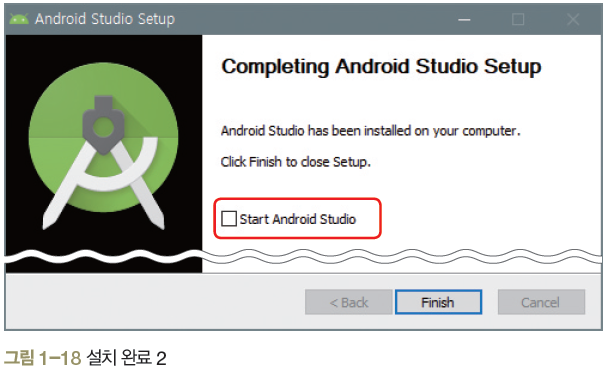 Android Studio Setup
Completing Android Studio Setup
Android Studio has been installed on your computer.
Click Finish to close Setup.
Start Android Studio
< Back
Finish
Cancel
그림 1-18 설치 완료 2